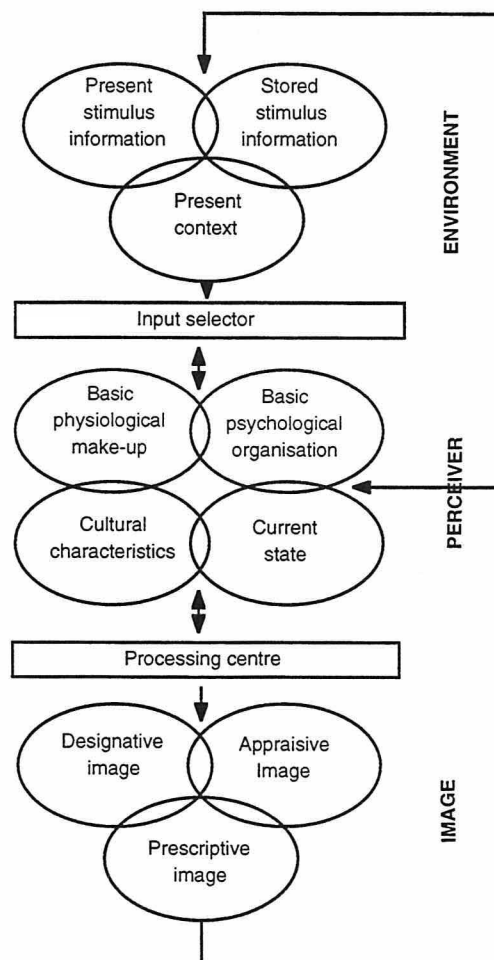 Present
stimulus
information
Stored
stimulus
information
Present
context
ENVIRONMENT
Input selector
Basic
physiological
make-up
Basic
psychological
organisation
Cultural
characteristics
Current
state
PERCEIVER
Processing centre
Designative
image
Appraisive
Image
Prescriptive
image
IMAGE